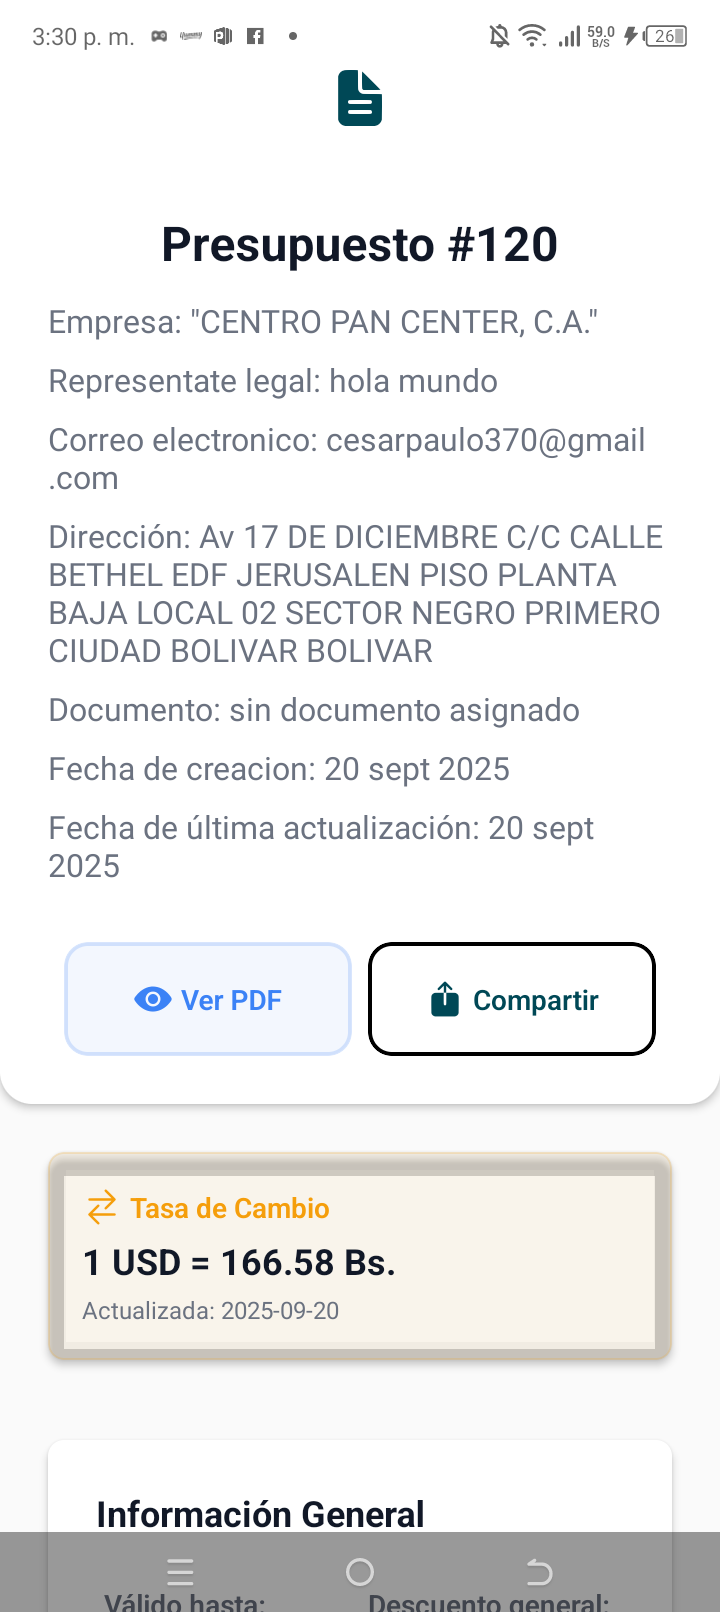 3:30 p. m.
59.0
B/S
26
Presupuesto #120
Empresa: "CENTRO PAN CENTER, C.A."
Representate legal: hola mundo
Correo electronico: cesarpaulo370@gmail
.com
Dirección: Av 17 DE DICIEMBRE C/C CALLE
BETHEL EDF JERUSALEN PISO PLANTA
BAJA LOCAL 02 SECTOR NEGRO PRIMERO
CIUDAD BOLIVAR BOLIVAR
Documento: sin documento asignado
Fecha de creacion: 20 sept 2025
Fecha de última actualización: 20 sept
2025
Ver PDF
Compartir
Tasa de Cambio
1 USD = 166.58 Bs.
Actualizada: 2025-09-20
Información General
Válido hasta:
Descuento general: